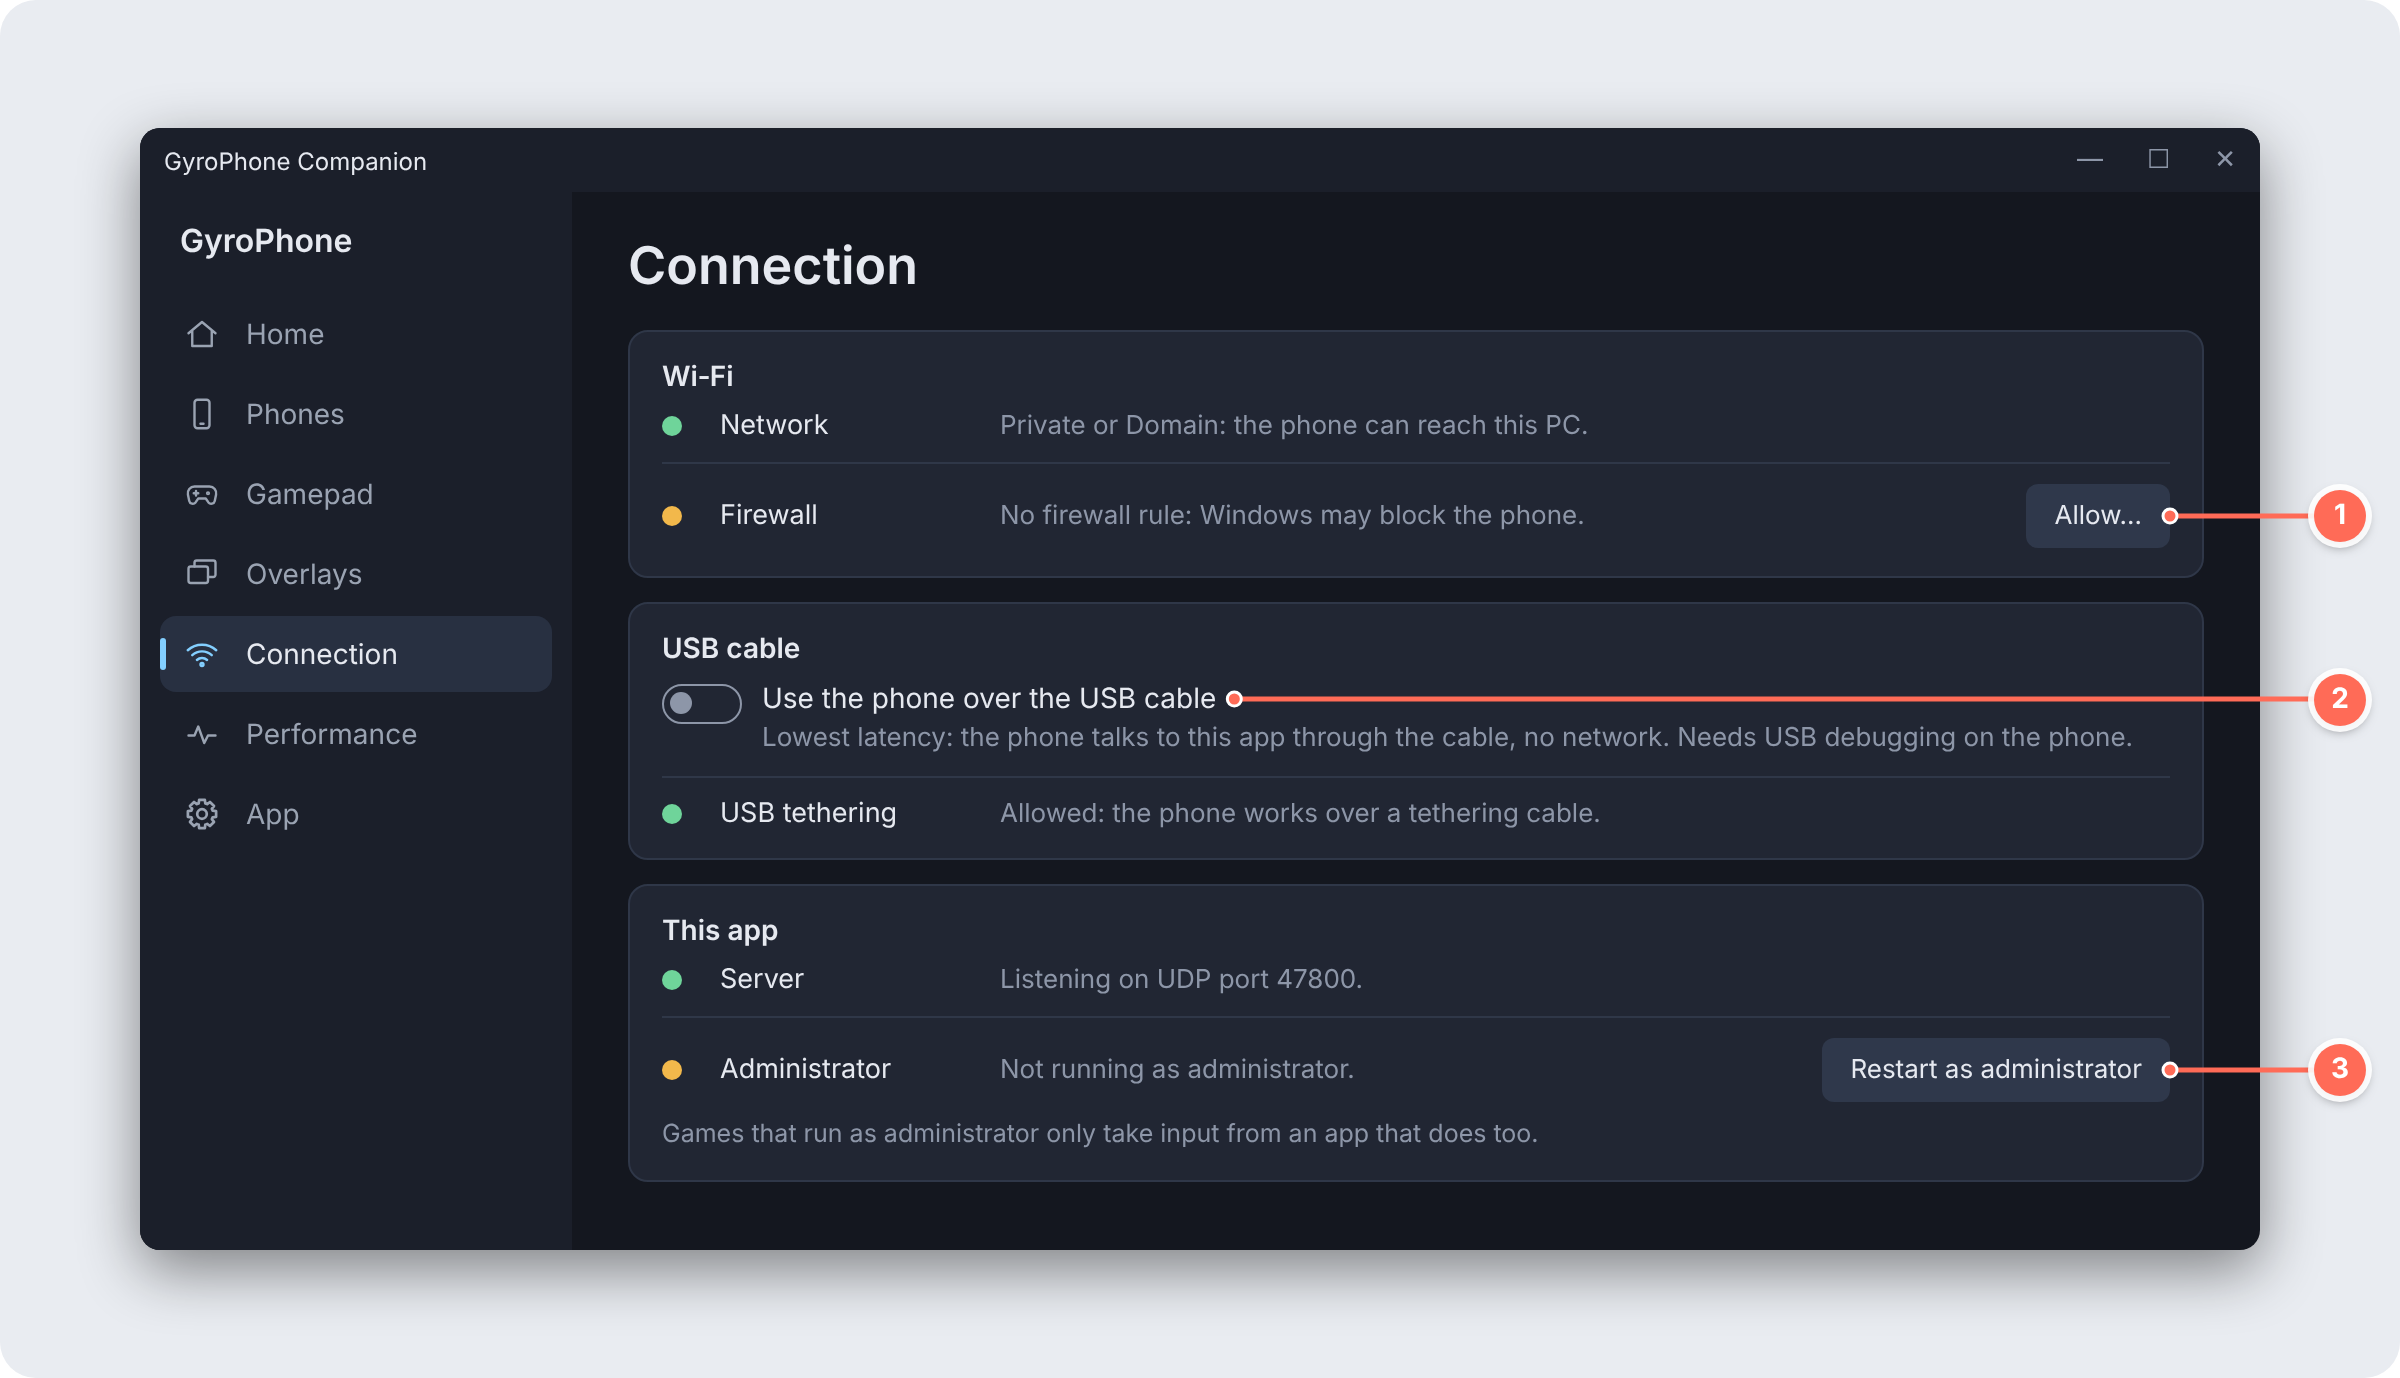 GyroPhone Companion
GyroPhone
Home
Phones
Gamepad
Overlays
Connection
Performance
App
Connection
Wi-Fi
Network Private or Domain: the phone can reach this PC.
Firewall No firewall rule: Windows may block the phone. Allow... 1
USB cable
Use the phone over the USB cable 2
Lowest latency: the phone talks to this app through the cable, no network. Needs USB debugging on the phone.
USB tethering Allowed: the phone works over a tethering cable.
This app
Server Listening on UDP port 47800.
Administrator Not running as administrator. Restart as administrator 3
Games that run as administrator only take input from an app that does too.